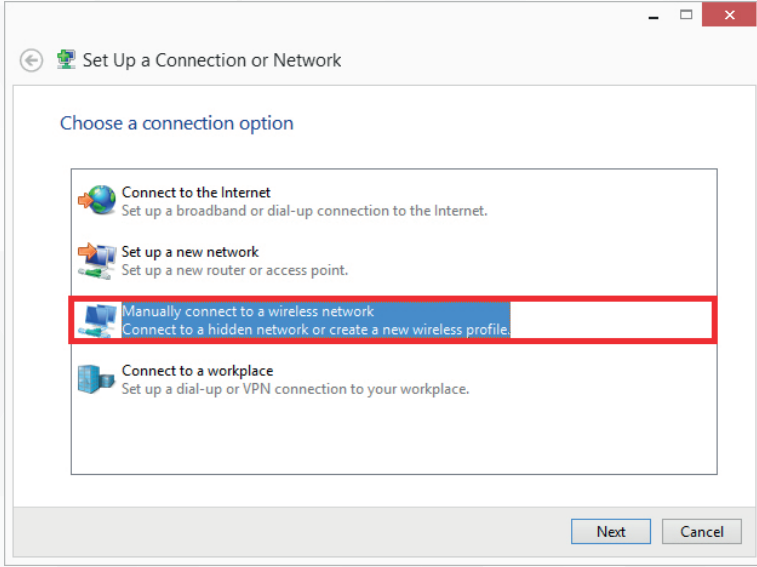 Set Up a Connection or Network
Choose a connection option
Connect to the Internet
Set up a broadband or dial-up connection to the Internet.
Set up a new network
Set up a new router or access point.
Manually connect to a wireless network
Connect to a hidden network or create a new wireless profile.
Connect to a workplace
Set up a dial-up or VPN connection to your workplace.
Next Cancel